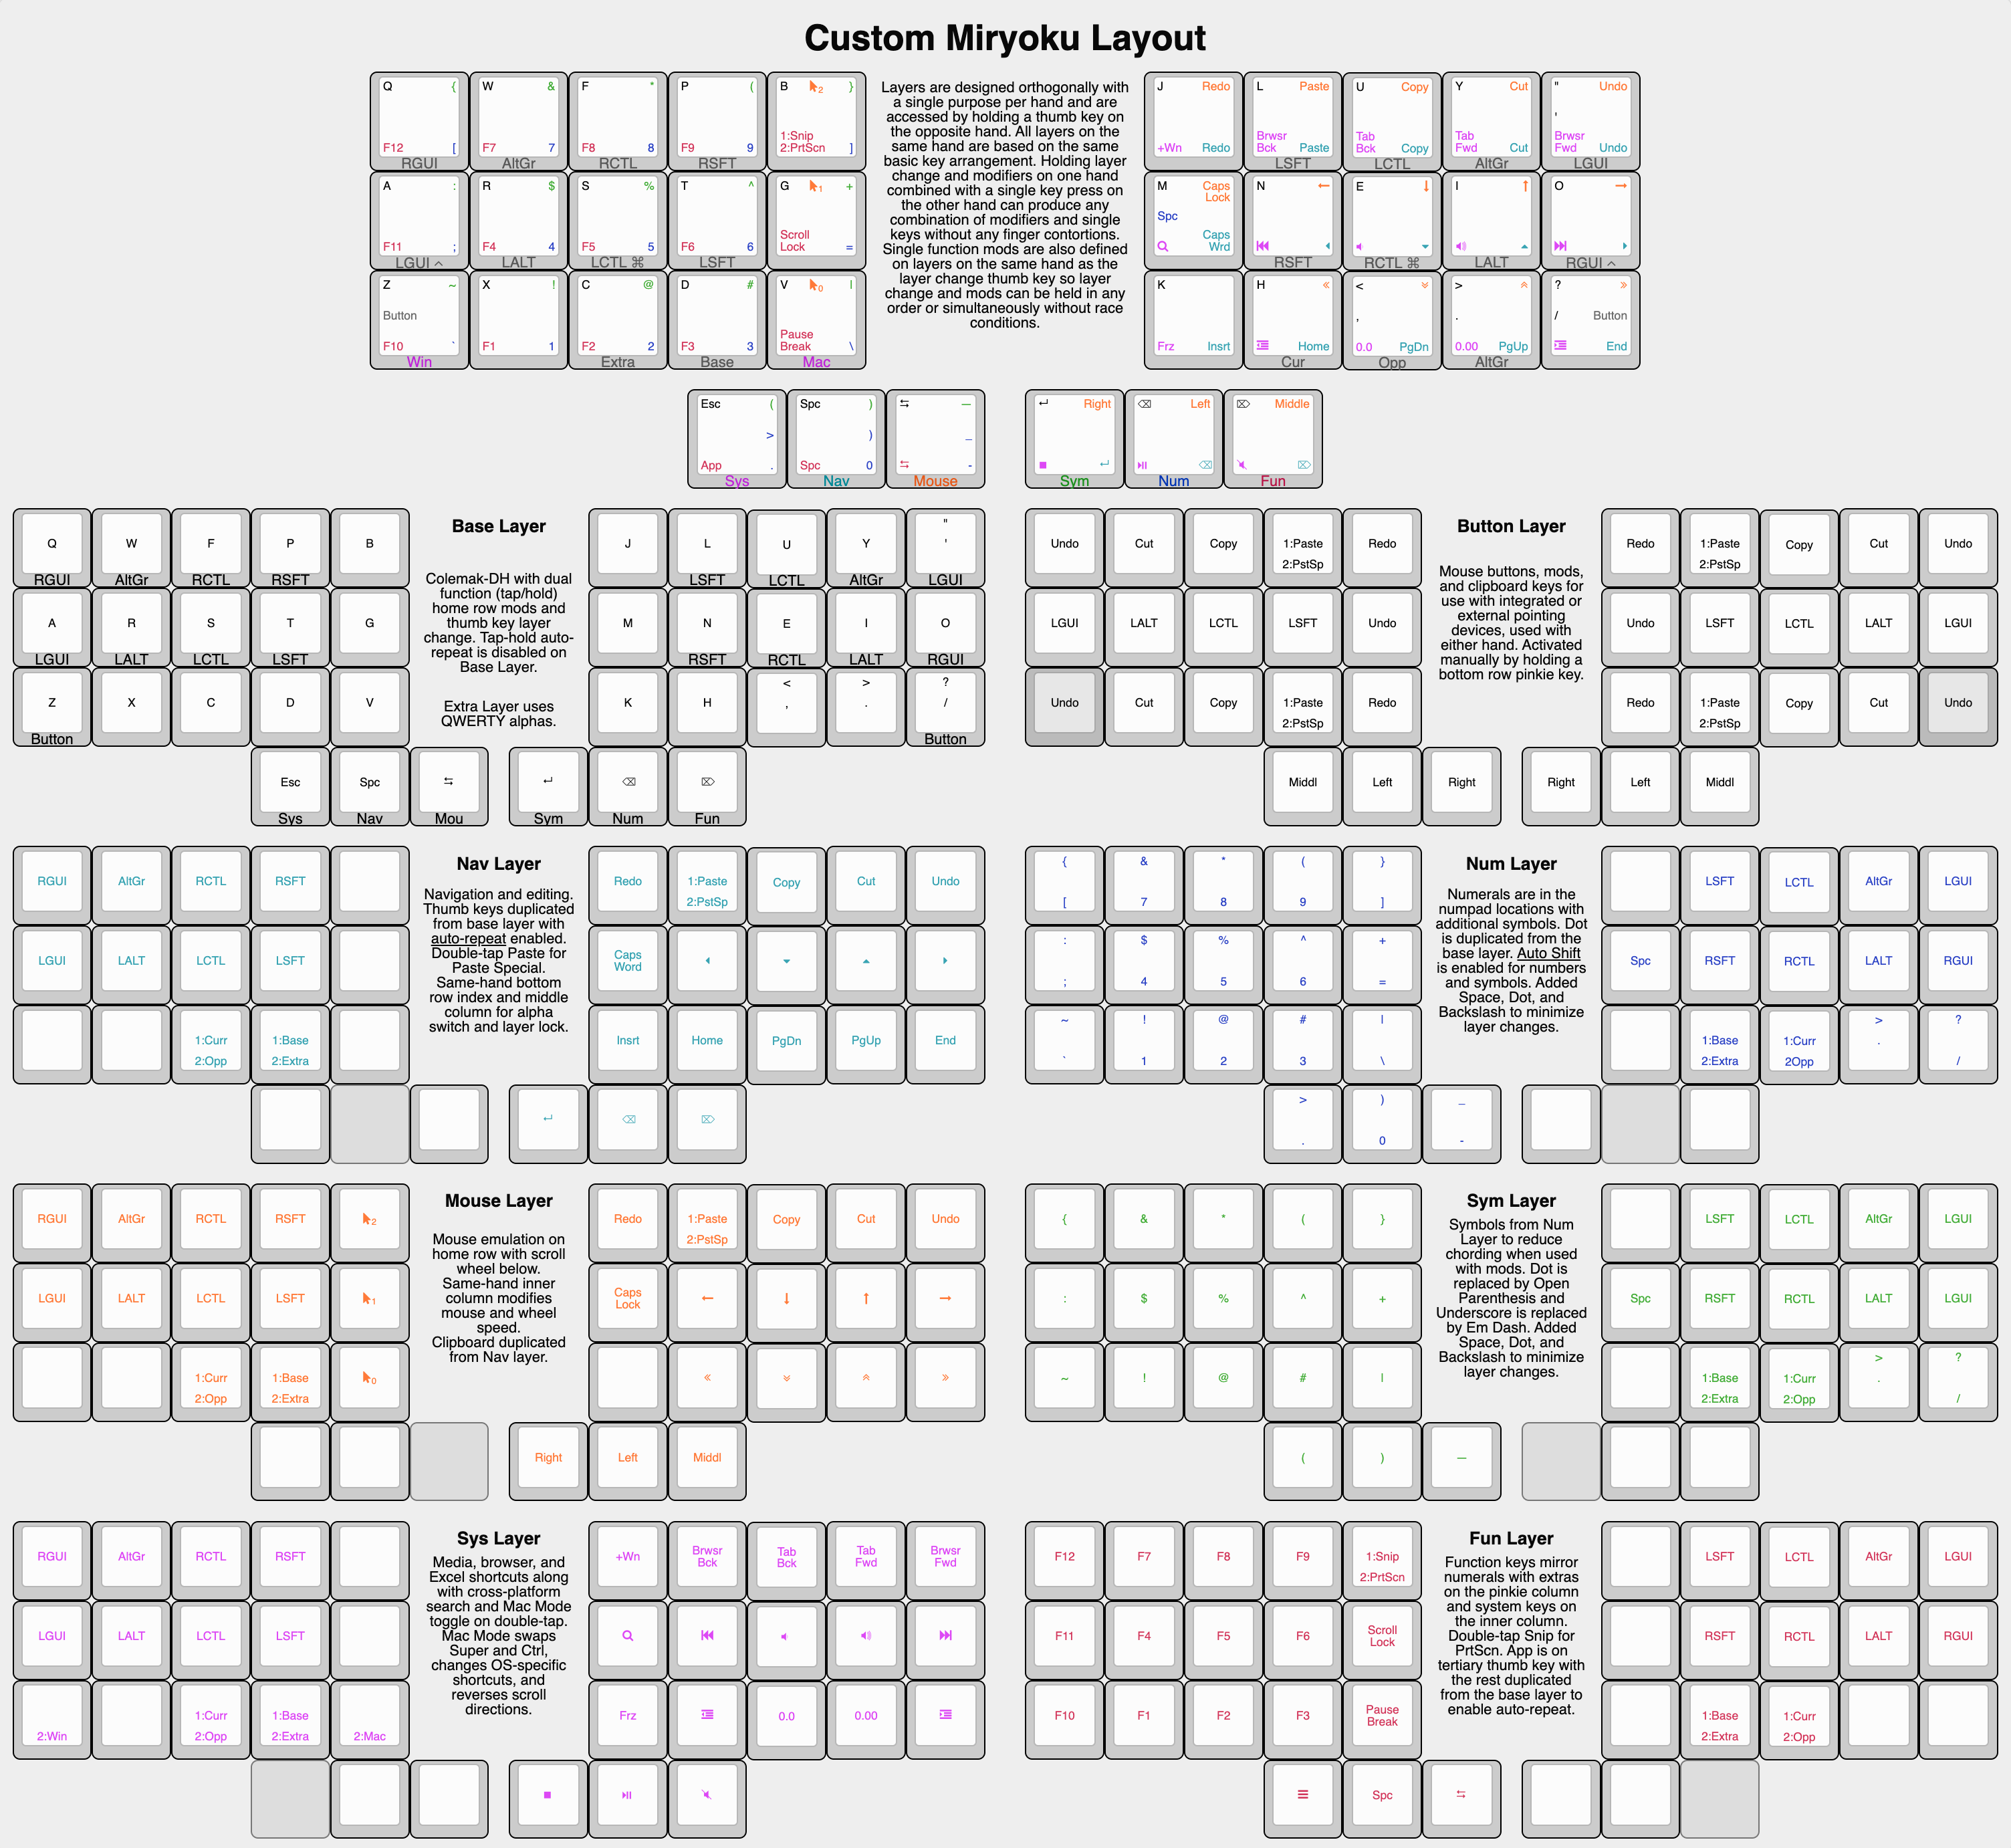 Custom Miryoku Layout
Q {
F12 [
RGUI
W &
F7 7
AltGr
F *
F8 8
RCTL
P (
F9 9
RSFT
B 2 }
1:Snip
2:PrtScn ]
Layers are designed orthogonally with
a single purpose per hand and are
accessed by holding a thumb key on
the opposite hand. All layers on the
same hand are based on the same
basic key arrangement. Holding layer
change and modifiers on one hand
combined with a single key press on
the other hand can produce any
combination of modifiers and single
keys without any finger contortions.
Single function mods are also defined
on layers on the same hand as the
layer change thumb key so layer
change and mods can be held in any
order or simultaneously without race
conditions.
J Redo
+Wn Redo
L Paste
Brwsr
Bck Paste
LSFT
U Copy
Tab
Bck Copy
LCTL
Y Cut
Tab
Fwd Cut
AltGr
" Undo
'
Brwsr
Fwd Undo
LGUI
A :
F11 ;
LGUI ^
R $
F4 4
LALT
S %
F5 5
LCTL ⌘
T ^
F6 6
LSFT
G 1 +
Scroll
Lock =
M Caps
Lock
Spc
Caps
Wrd
N ←
RSFT
E ↓
RCTL ⌘
I ↑
LALT
O →
RGUI ^
Z ~
Button
F10 `
Win
X !
F1 1
C @
F2 2
Extra
D #
F3 3
Base
V 0 |
Pause
Break \
Mac
K
Frz Insrt
H «
Home
Cur
<
,
0.0 PgDn
Opp
>
.
0.00 PgUp
AltGr
? »
/ Button
End
Esc (
>
App .
Sys
Spc )
)
Spc 0
Nav
⇆ —
_
⇆ -
Mouse
↵ Right
■ ↵
Sym
⌫ Left
⌫
Num
⌦ Middle
⌦
Fun
Base Layer
Q W F P B
RGUI AltGr RCTL RSFT
A R S T G
LGUI LALT LCTL LSFT
Z X C D V
Button
Esc Spc ⇆
Sys Nav Mou
Colemak-DH with dual
function (tap/hold)
home row mods and
thumb key layer
change. Tap-hold auto-
repeat is disabled on
Base Layer.
Extra Layer uses
QWERTY alphas.
J L U Y " '
LSFT LCTL AltGr LGUI
M N E I O
RSFT RCTL LALT RGUI
K H < , > . ? /
Button
↵ ⌫ ⌦
Sym Num Fun
Button Layer
Undo Cut Copy 1:Paste Redo
2:PstSp
LGUI LALT LCTL LSFT Undo
Undo Cut Copy 1:Paste Redo
2:PstSp
Middl Left Right
Mouse buttons, mods,
and clipboard keys for
use with integrated or
external pointing
devices, used with
either hand. Activated
manually by holding a
bottom row pinkie key.
Redo 1:Paste Copy Cut Undo
2:PstSp
Undo LSFT LCTL LALT LGUI
Redo 1:Paste Copy Cut Undo
2:PstSp
Right Left Middl
Nav Layer
RGUI AltGr RCTL RSFT
LGUI LALT LCTL LSFT
1:Curr 1:Base
2:Opp 2:Extra
Navigation and editing.
Thumb keys duplicated
from base layer with
auto-repeat enabled.
Double-tap Paste for
Paste Special.
Same-hand bottom
row index and middle
column for alpha
switch and layer lock.
Redo 1:Paste Copy Cut Undo
2:PstSp
Caps
Word
Insrt Home PgDn PgUp End
↵ ⌫ ⌦
Num Layer
{ & * ( }
[ 7 8 9 ]
: $ % ^ +
; 4 5 6 =
~ ! @ # |
` 1 2 3 \
> ) _
. 0 -
Numerals are in the
numpad locations with
additional symbols. Dot
is duplicated from the
base layer. Auto Shift
is enabled for numbers
and symbols. Added
Space, Dot, and
Backslash to minimize
layer changes.
LSFT LCTL AltGr LGUI
Spc RSFT RCTL LALT RGUI
1:Base 1:Curr > ?
2:Extra 2Opp . /
Mouse Layer
RGUI AltGr RCTL RSFT 2
LGUI LALT LCTL LSFT 1
1:Curr 1:Base 0
2:Opp 2:Extra
Mouse emulation on
home row with scroll
wheel below.
Same-hand inner
column modifies
mouse and wheel
speed.
Clipboard duplicated
from Nav layer.
Redo 1:Paste Copy Cut Undo
2:PstSp
Caps
Lock ← ↓ ↑ →
« »
Right Left Middl
Sym Layer
{ & * ( }
: $ % ^ +
~ ! @ # |
( ) —
Symbols from Num
Layer to reduce
chording when used
with mods. Dot is
replaced by Open
Parenthesis and
Underscore is replaced
by Em Dash. Added
Space, Dot, and
Backslash to minimize
layer changes.
LSFT LCTL AltGr LGUI
Spc RSFT RCTL LALT LGUI
1:Base 1:Curr > ?
2:Extra 2:Opp . /
Sys Layer
RGUI AltGr RCTL RSFT
LGUI LALT LCTL LSFT
1:Curr 1:Base
2:Win 2:Opp 2:Extra 2:Mac
Media, browser, and
Excel shortcuts along
with cross-platform
search and Mac Mode
toggle on double-tap.
Mac Mode swaps
Super and Ctrl,
changes OS-specific
shortcuts, and
reverses scroll
directions.
+Wn Brwsr Tab Tab Brwsr
Bck Bck Fwd Fwd
Frz 0.0 0.00
Fun Layer
F12 F7 F8 F9 1:Snip
2:PrtScn
F11 F4 F5 F6 Scroll
Lock
F10 F1 F2 F3 Pause
Break
Spc ⇆
Function keys mirror
numerals with extras
on the pinkie column
and system keys on
the inner column.
Double-tap Snip for
PrtScn. App is on
tertiary thumb key with
the rest duplicated
from the base layer to
enable auto-repeat.
LSFT LCTL AltGr LGUI
RSFT RCTL LALT RGUI
1:Base 1:Curr
2:Extra 2:Opp